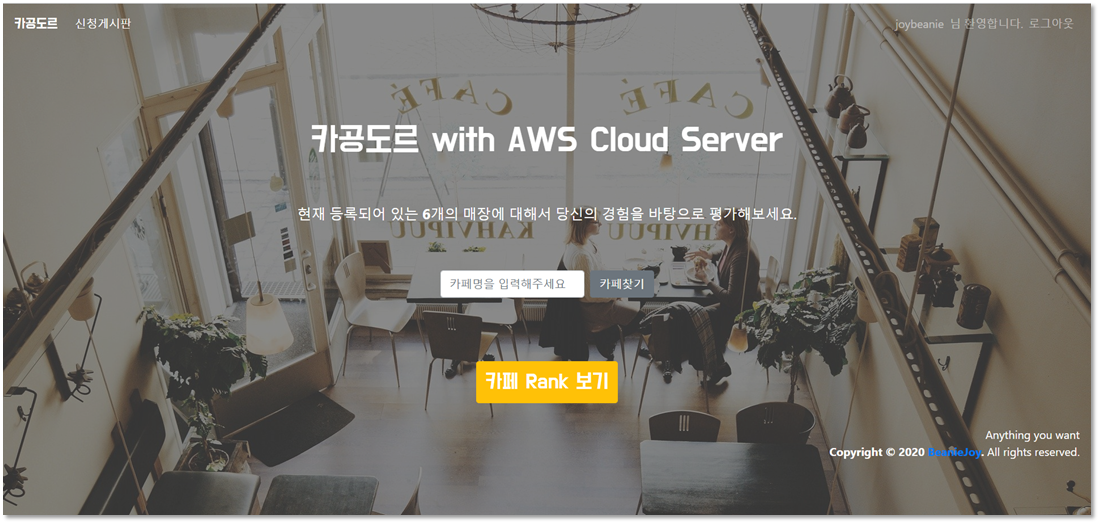 카공도르 신청게시판 joybeanie 님 환영합니다. 로그아웃
CAFÉ CAFÉ
카공도르 with AWS Cloud Server
현재 등록되어 있는 6개의 매장에 대해서 당신의 경험을 바탕으로 평가해보세요.
KAHVIPUU KAHVIPUU
카페명을 입력해주세요 카페찾기
카페 Rank 보기
Anything you want
Copyright © 2020 BeanieJoy. All rights reserved.